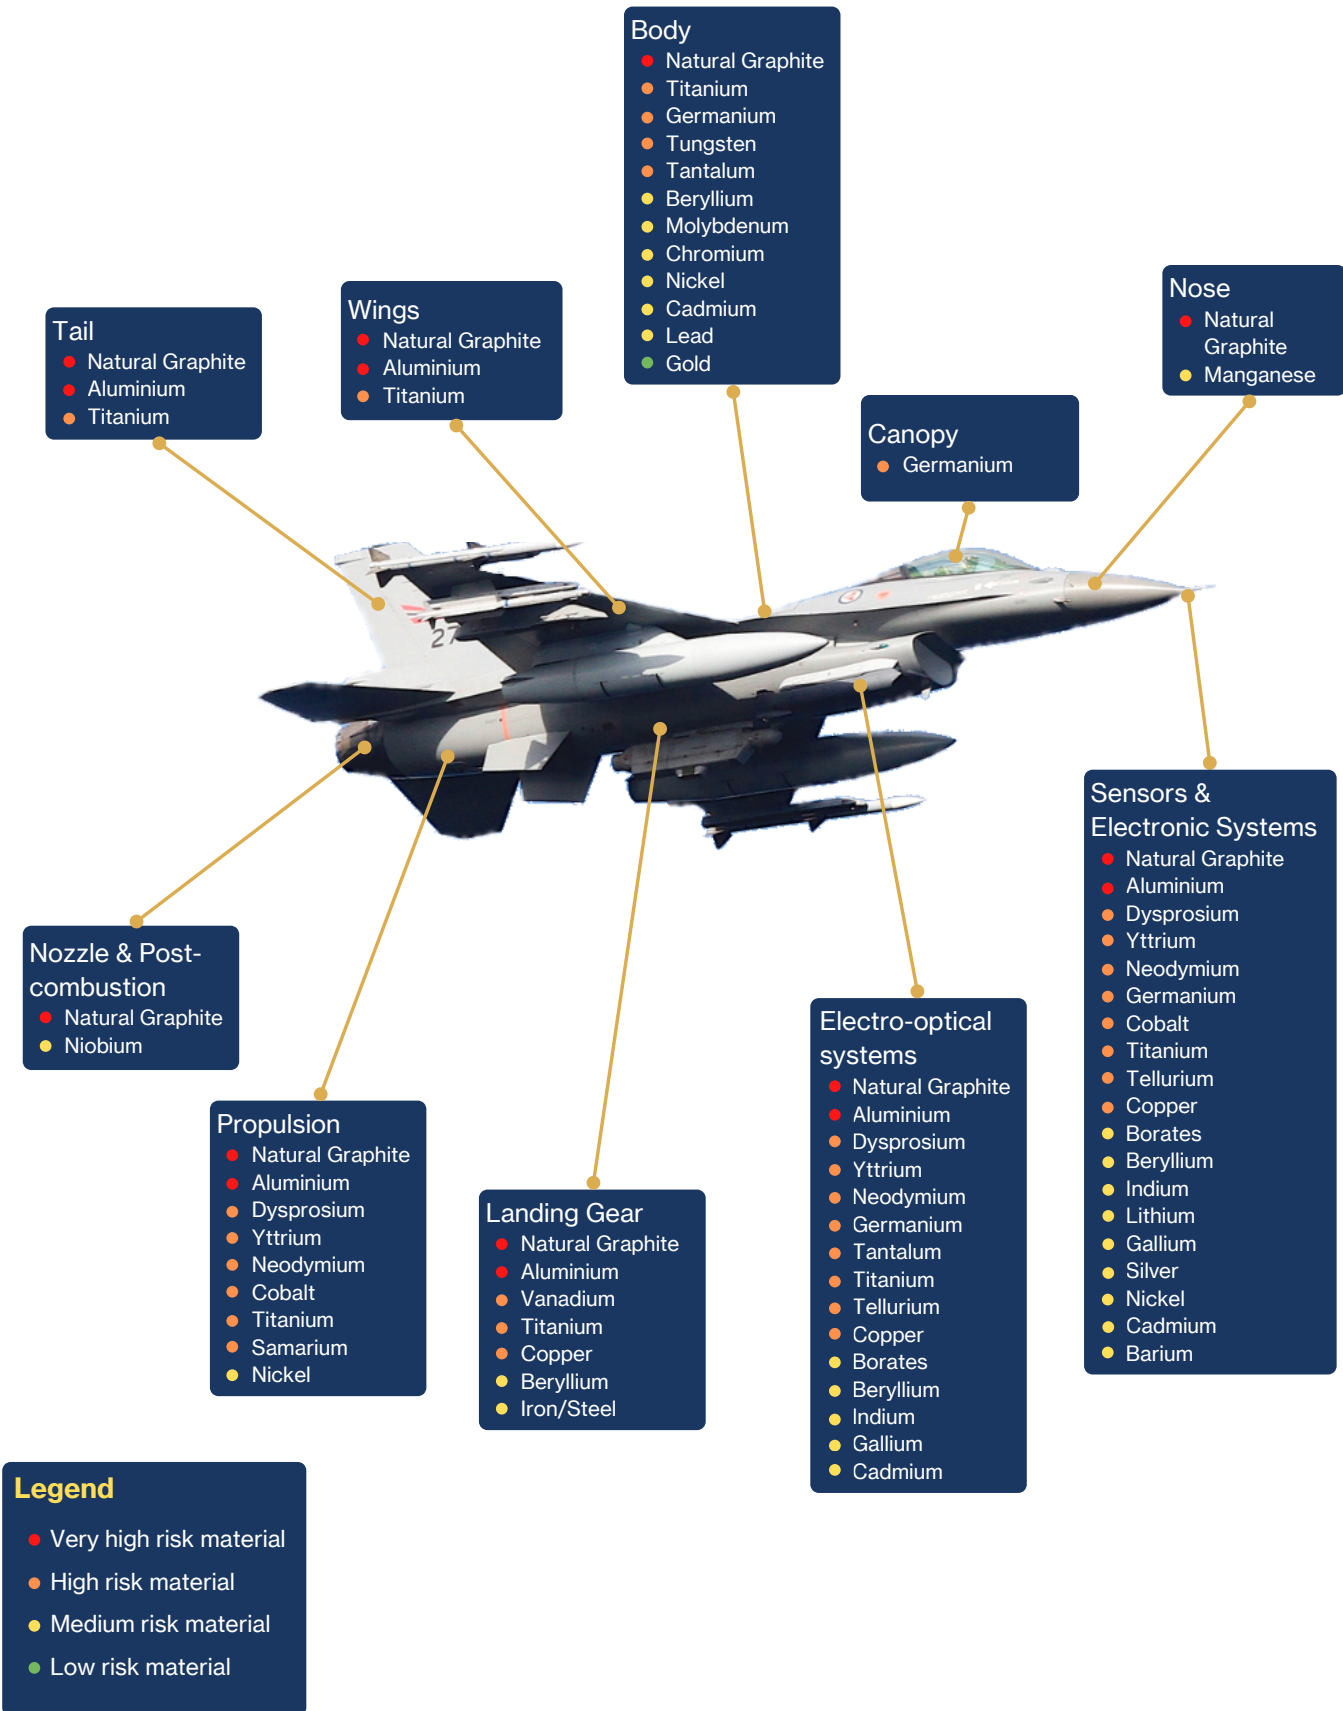 Body
Natural Graphite
Titanium
Germanium
Tungsten
Tantalum
Beryllium
Molybdenum
Chromium
Nickel
Cadmium
Lead
Gold
Nose
Natural
Graphite
Manganese
Wings
Natural Graphite
Aluminium
Titanium
Tail
Natural Graphite
Aluminium
Titanium
Canopy
Germanium
27
Sensors &
Electronic Systems
Natural Graphite
Aluminium
Dysprosium
Yttrium
Neodymium
Germanium
Cobalt
Titanium
Tellurium
Copper
Borates
Beryllium
Indium
Lithium
Gallium
Silver
Nickel
Cadmium
Barium
Nozzle & Post-
combustion
Natural Graphite
Niobium
Electro-optical
systems
Natural Graphite
Aluminium
Dysprosium
Yttrium
Neodymium
Germanium
Tantalum
Titanium
Tellurium
Copper
Borates
Beryllium
Indium
Gallium
Cadmium
Propulsion
Natural Graphite
Aluminium
Dysprosium
Yttrium
Neodymium
Cobalt
Titanium
Samarium
Nickel
Landing Gear
Natural Graphite
Aluminium
Vanadium
Titanium
Copper
Beryllium
Iron/Steel
Legend
Very high risk material
High risk material
Medium risk material
Low risk material